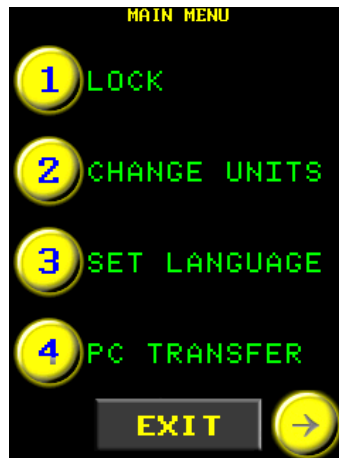 MAIN MENU
1 LOCK
2 CHANGE UNITS
3 SET LANGUAGE
4 PC TRANSFER
EXIT →